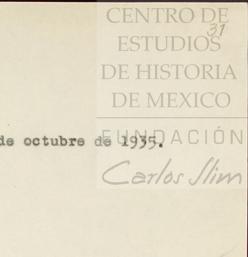 CENTRO DE
31
ESTUDIOS
DE HISTORIA
DE MEXICO
de octubre de 1935.
FUNDACIÓN
Carlos Slim